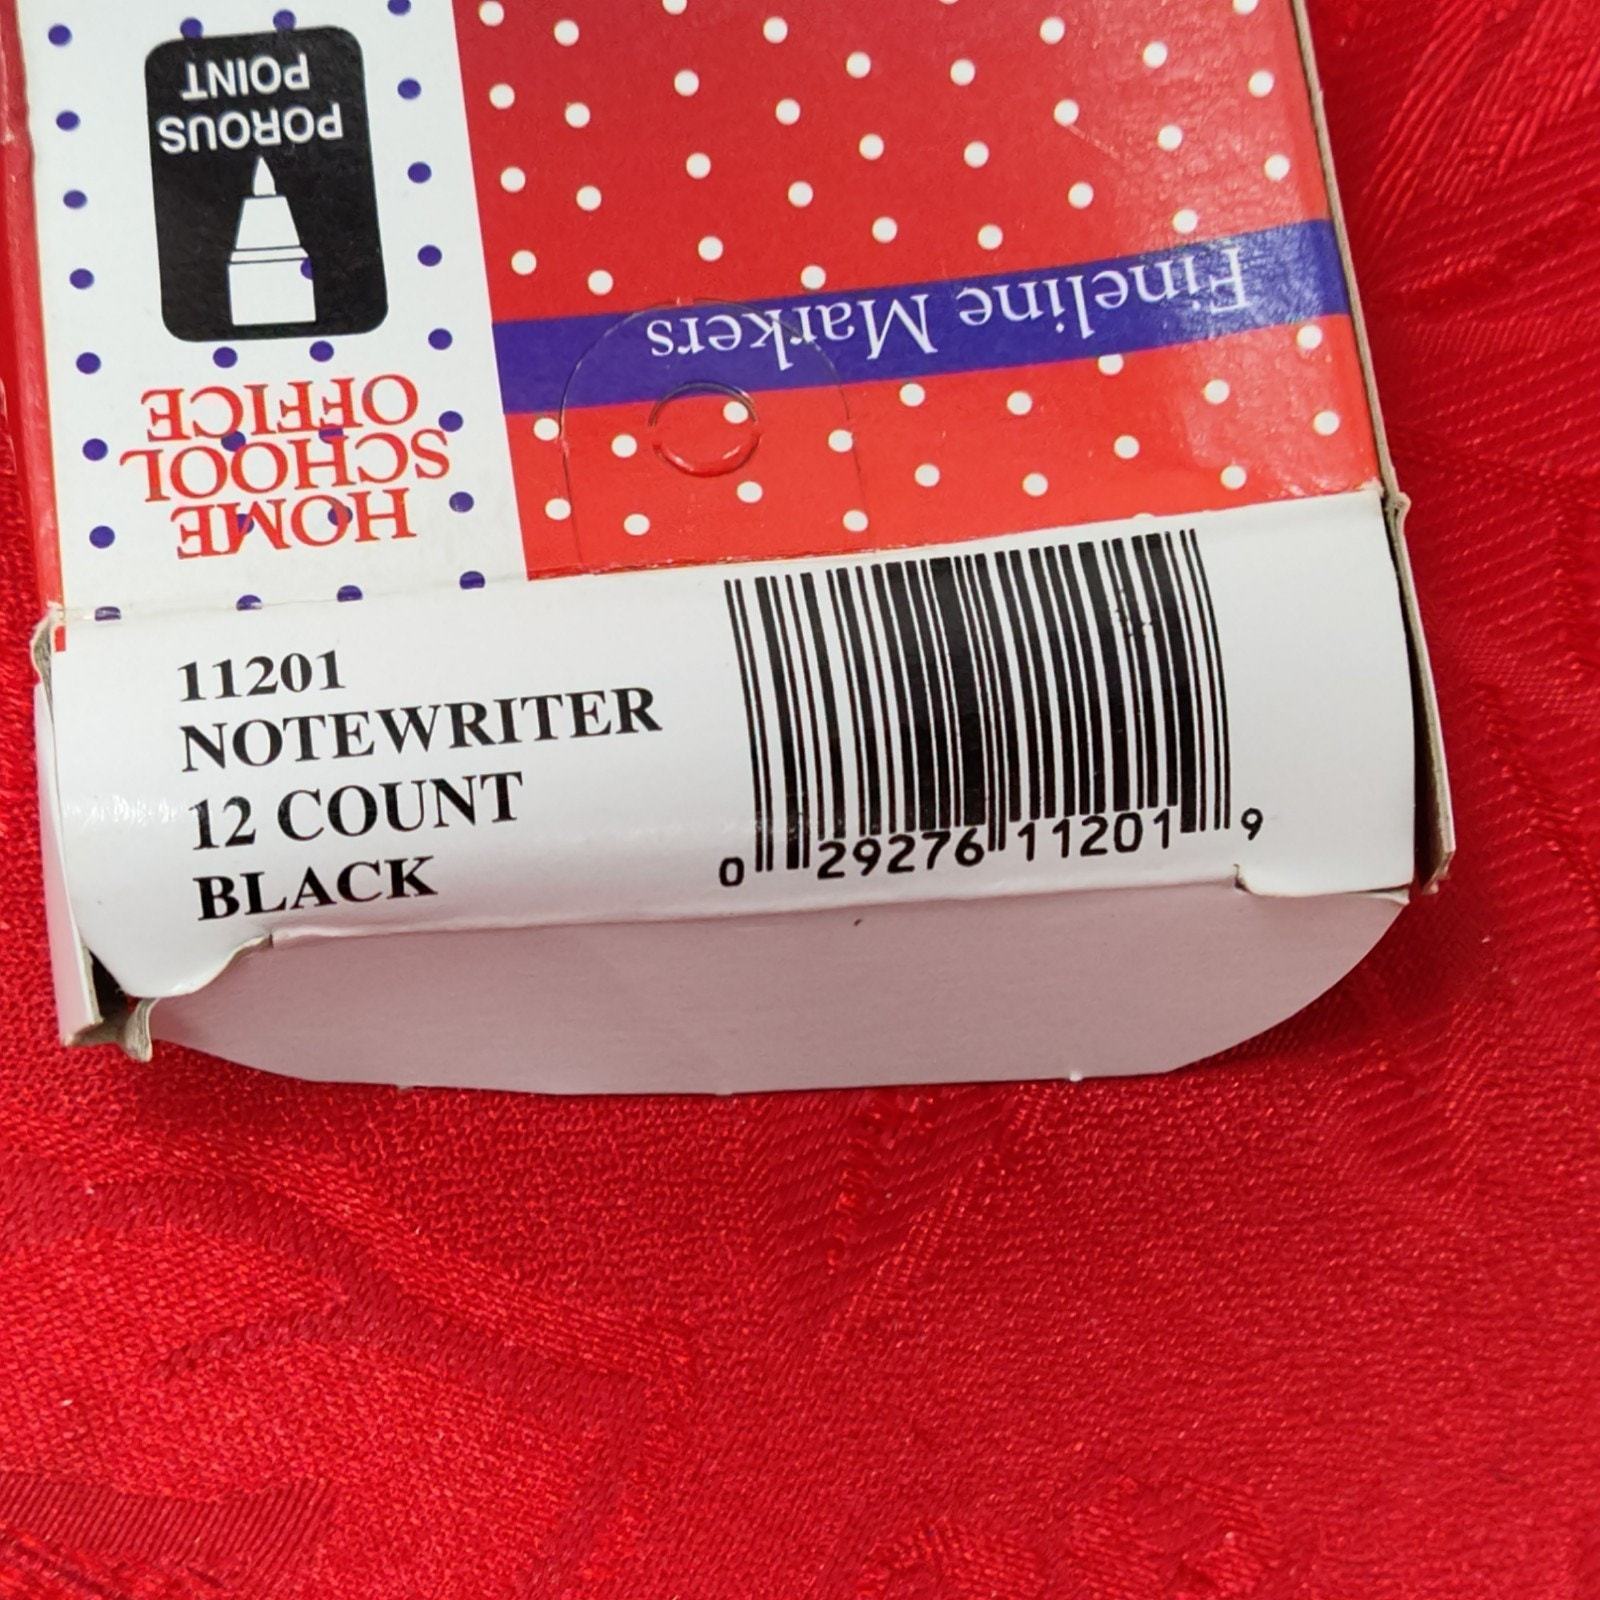 POROUS
POINT
Fineline Markers
HOME
SCHOOL
OFFICE
11201
NOTEWRITER
12 COUNT
BLACK
0 29276 11201 9